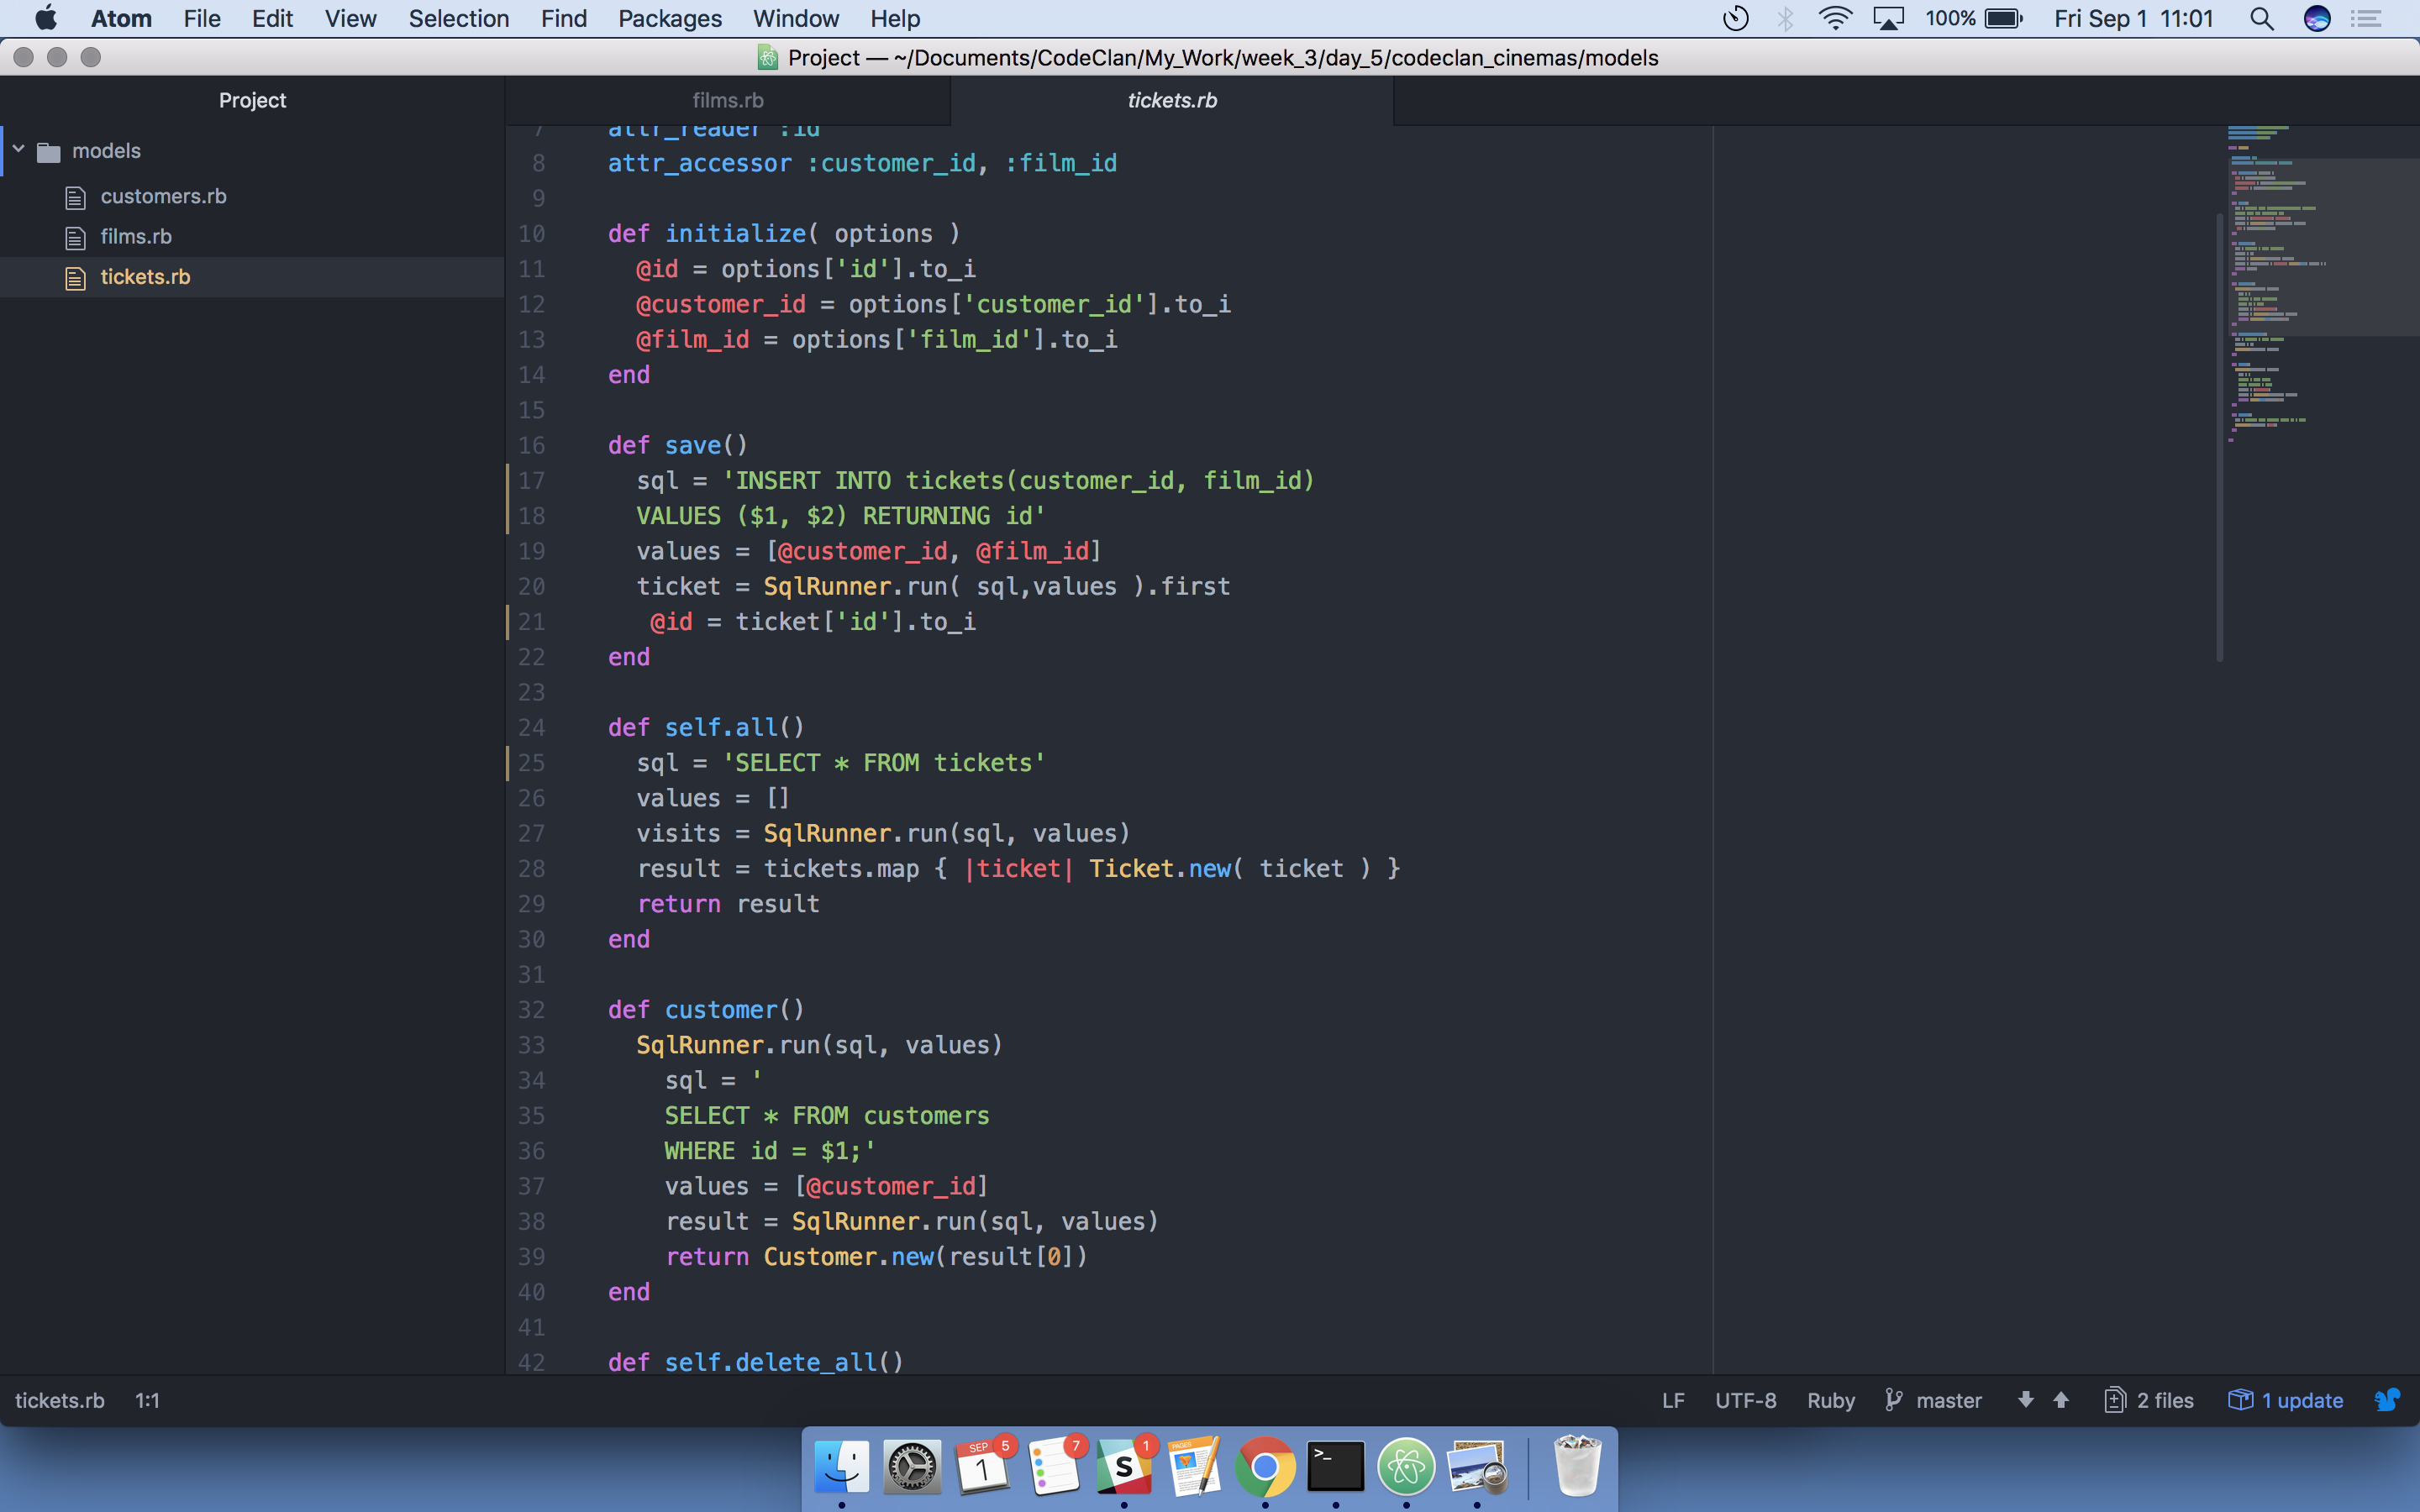 Atom File Edit View Selection Find Packages Window Help 100% Fri Sep 1 11:01
Project — ~/Documents/CodeClan/My_Work/week_3/day_5/codeclan_cinemas/models
Project
models
customers.rb
films.rb
tickets.rb
films.rb tickets.rb
7 attr_reader :id
8 attr_accessor :customer_id, :film_id
9
10 def initialize( options )
11 @id = options['id'].to_i
12 @customer_id = options['customer_id'].to_i
13 @film_id = options['film_id'].to_i
14 end
15
16 def save()
17 sql = 'INSERT INTO tickets(customer_id, film_id)
18 VALUES ($1, $2) RETURNING id'
19 values = [@customer_id, @film_id]
20 ticket = SqlRunner.run( sql,values ).first
21 @id = ticket['id'].to_i
22 end
23
24 def self.all()
25 sql = 'SELECT * FROM tickets'
26 values = []
27 visits = SqlRunner.run(sql, values)
28 result = tickets.map { |ticket| Ticket.new( ticket ) }
29 return result
30 end
31
32 def customer()
33 SqlRunner.run(sql, values)
34 sql = '
35 SELECT * FROM customers
36 WHERE id = $1;'
37 values = [@customer_id]
38 result = SqlRunner.run(sql, values)
39 return Customer.new(result[0])
40 end
41
42 def self.delete_all()
tickets.rb 1:1 LF UTF-8 Ruby master 2 files 1 update
SEP 1 5 7 S 1 PAGES >_